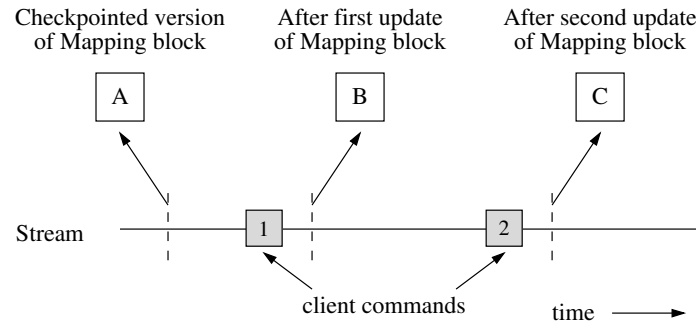 Checkpointed version
of Mapping block
After first update
of Mapping block
After second update
of Mapping block
A
B
C
Stream
1
2
client commands
time